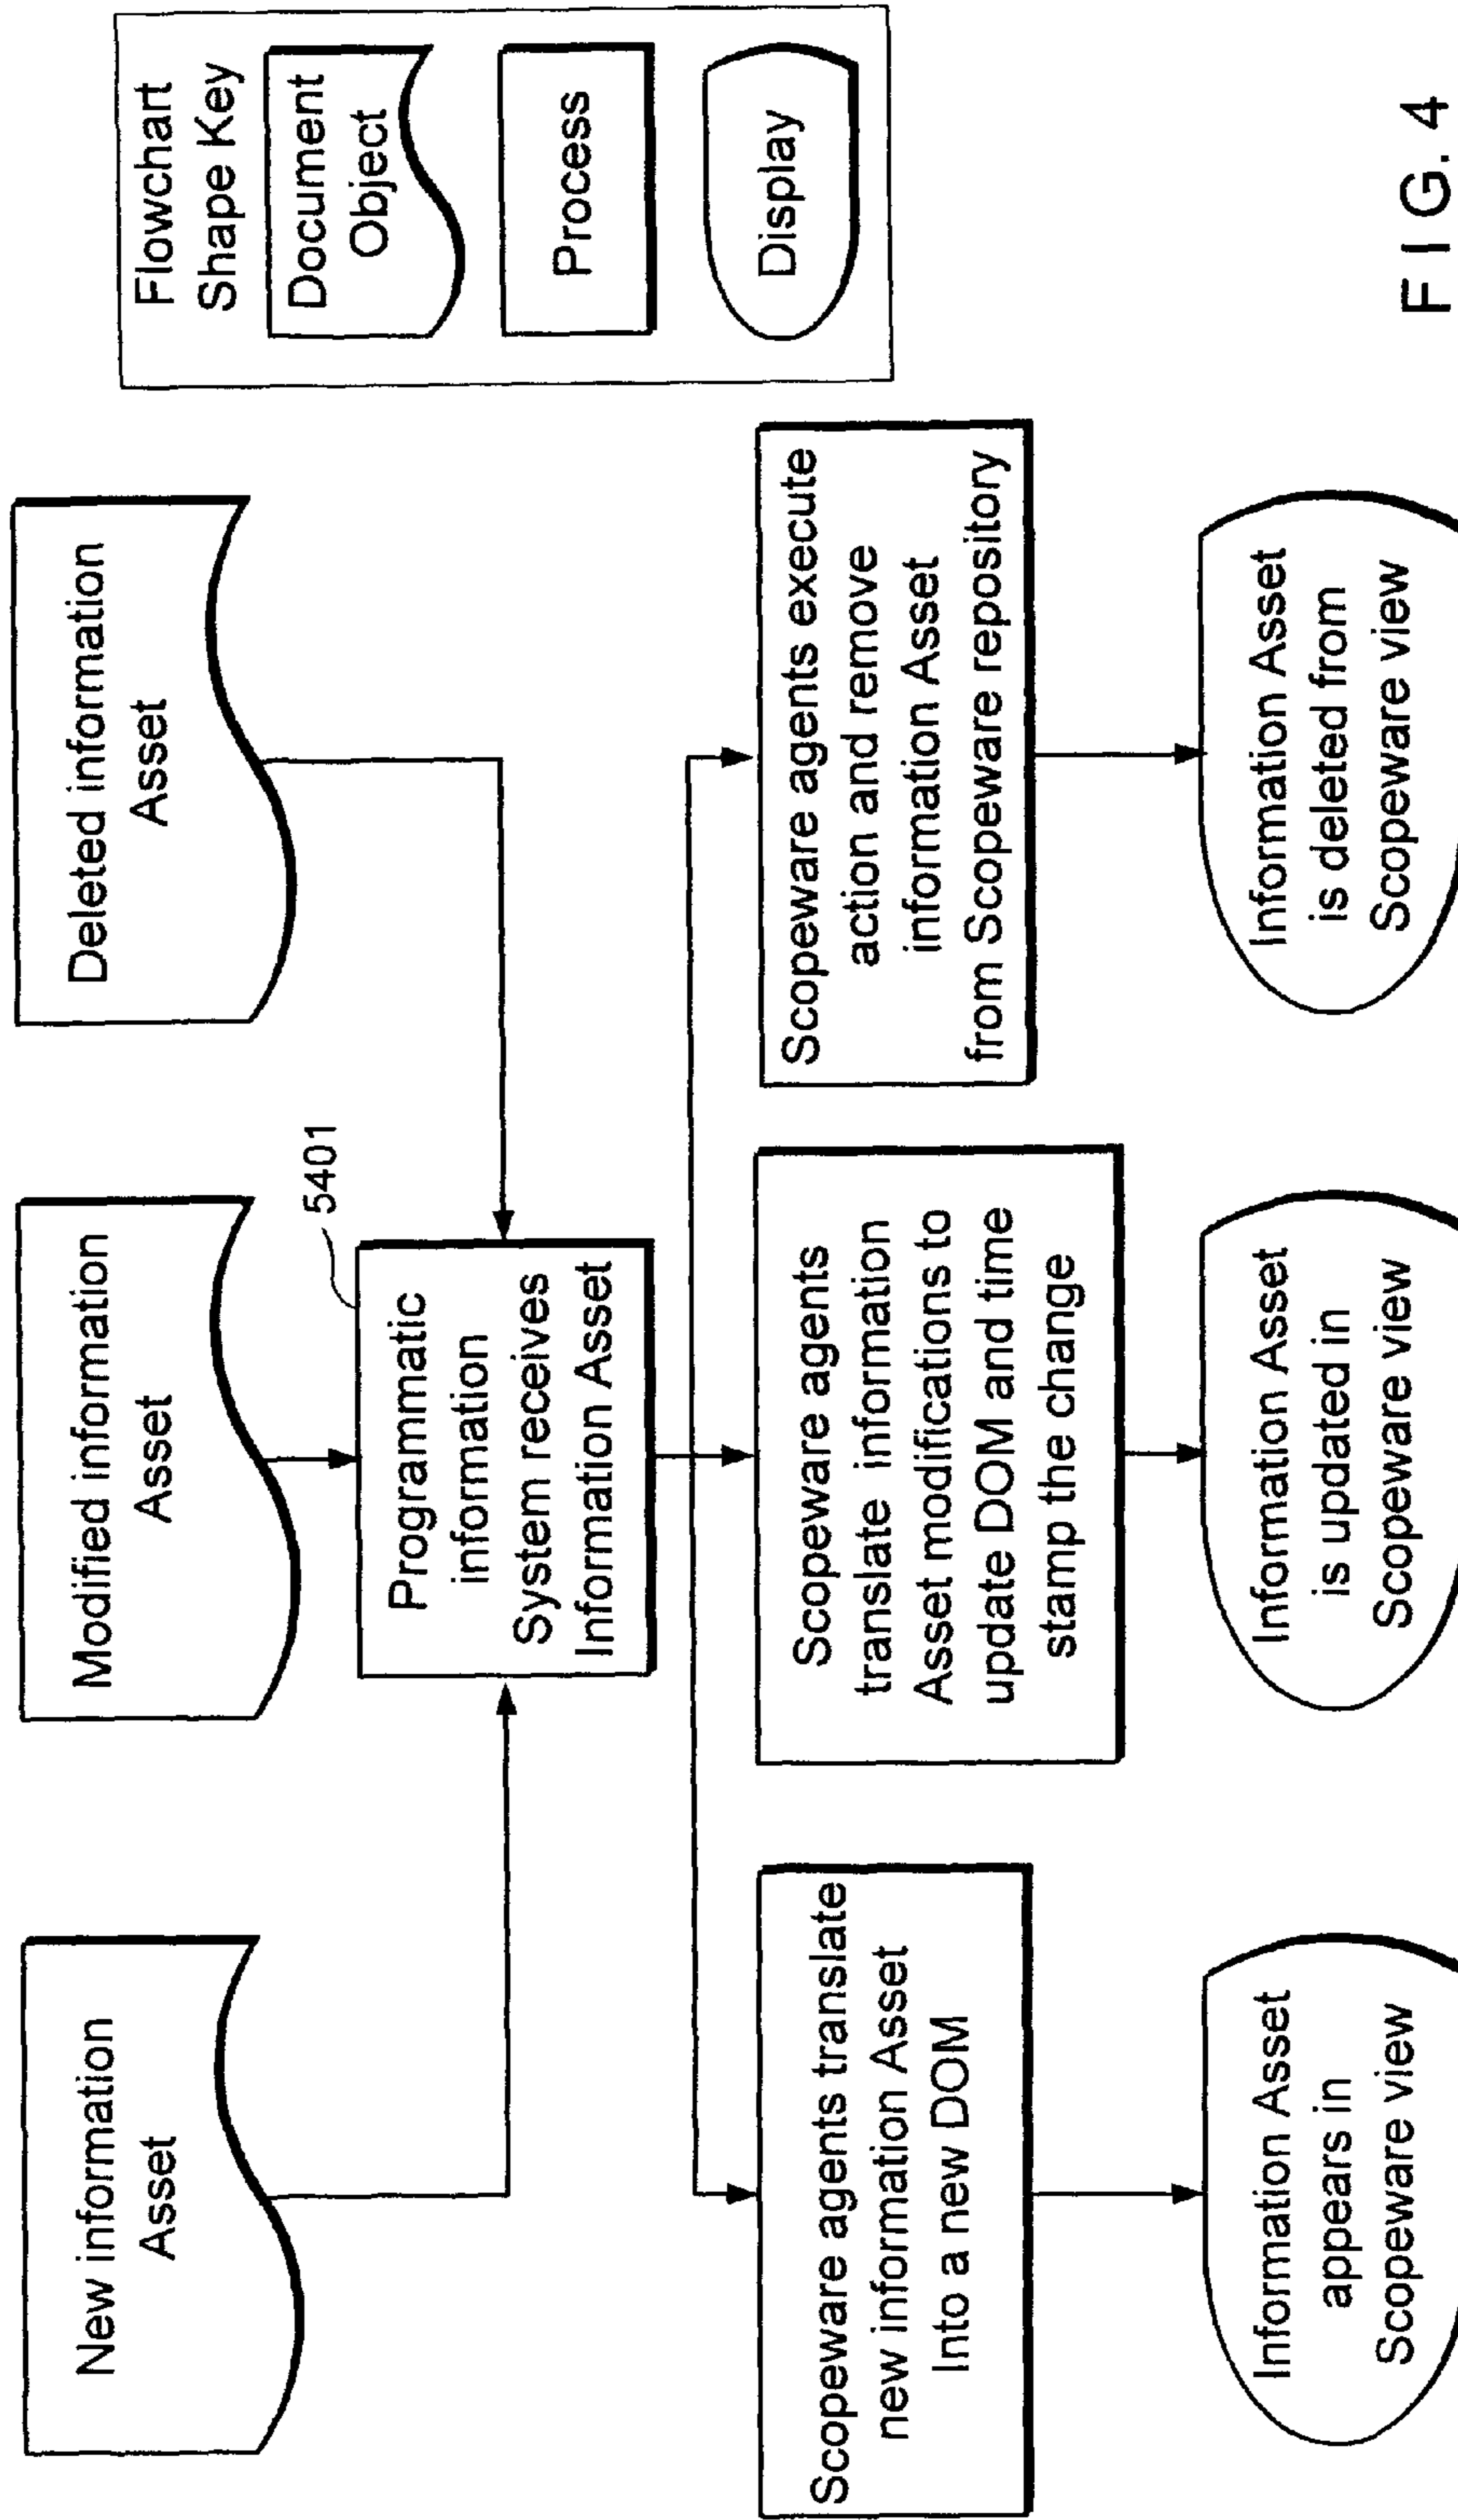 New information
Asset
Modified information
Asset
Deleted information
Asset
Flowchart
Shape Key
Document
Object
Process
Display
5401
Programmatic
information
System receives
Information Asset
Scopeware agents translate
new information Asset
Into a new DOM
Scopeware agents
translate information
Asset modifications to
update DOM and time
stamp the change
Scopeware agents execute
action and remove
information Asset
from Scopeware repository
Information Asset
appears in
Scopeware view
Information Asset
is updated in
Scopeware view
Information Asset
is deleted from
Scopeware view
FIG. 4